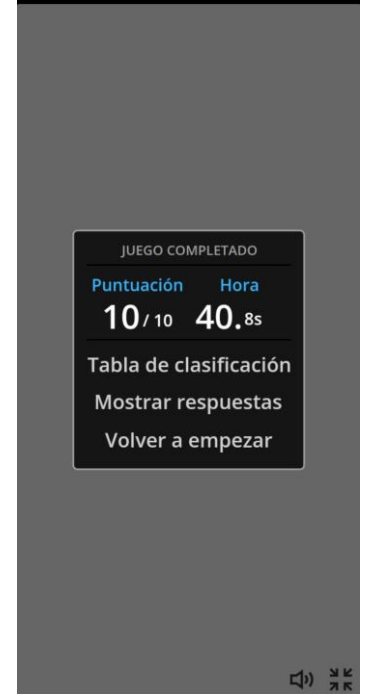 JUEGO COMPLETADO
Puntuación Hora
10/ 10 40.8s
Tabla de clasificación
Mostrar respuestas
Volver a empezar